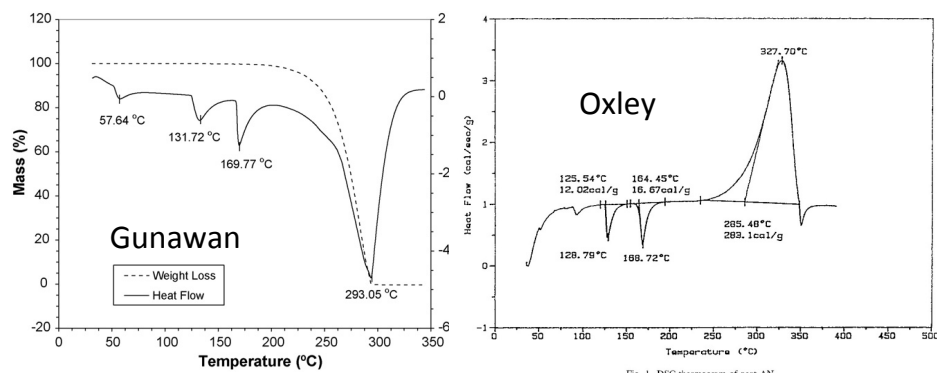 120
100
80
60
40
20
0
-20
2
0
-2
-4
-6
Mass (%)
57.64 °C
131.72 °C
169.77 °C
Gunawan
Weight Loss
Heat Flow
293.05 °C
0 50 100 150 200 250 300 350
Temperature (ºC)
4
3
2
1
0
-1
Heat Flow (cal/sec/g)
327.70°C
Oxley
125.54°C
12.02cal/g
164.45°C
16.67cal/g
285.48°C
283.1cal/g
128.79°C
168.72°C
0 50 100 150 200 250 300 350 400 450 500
Temperature (°C)